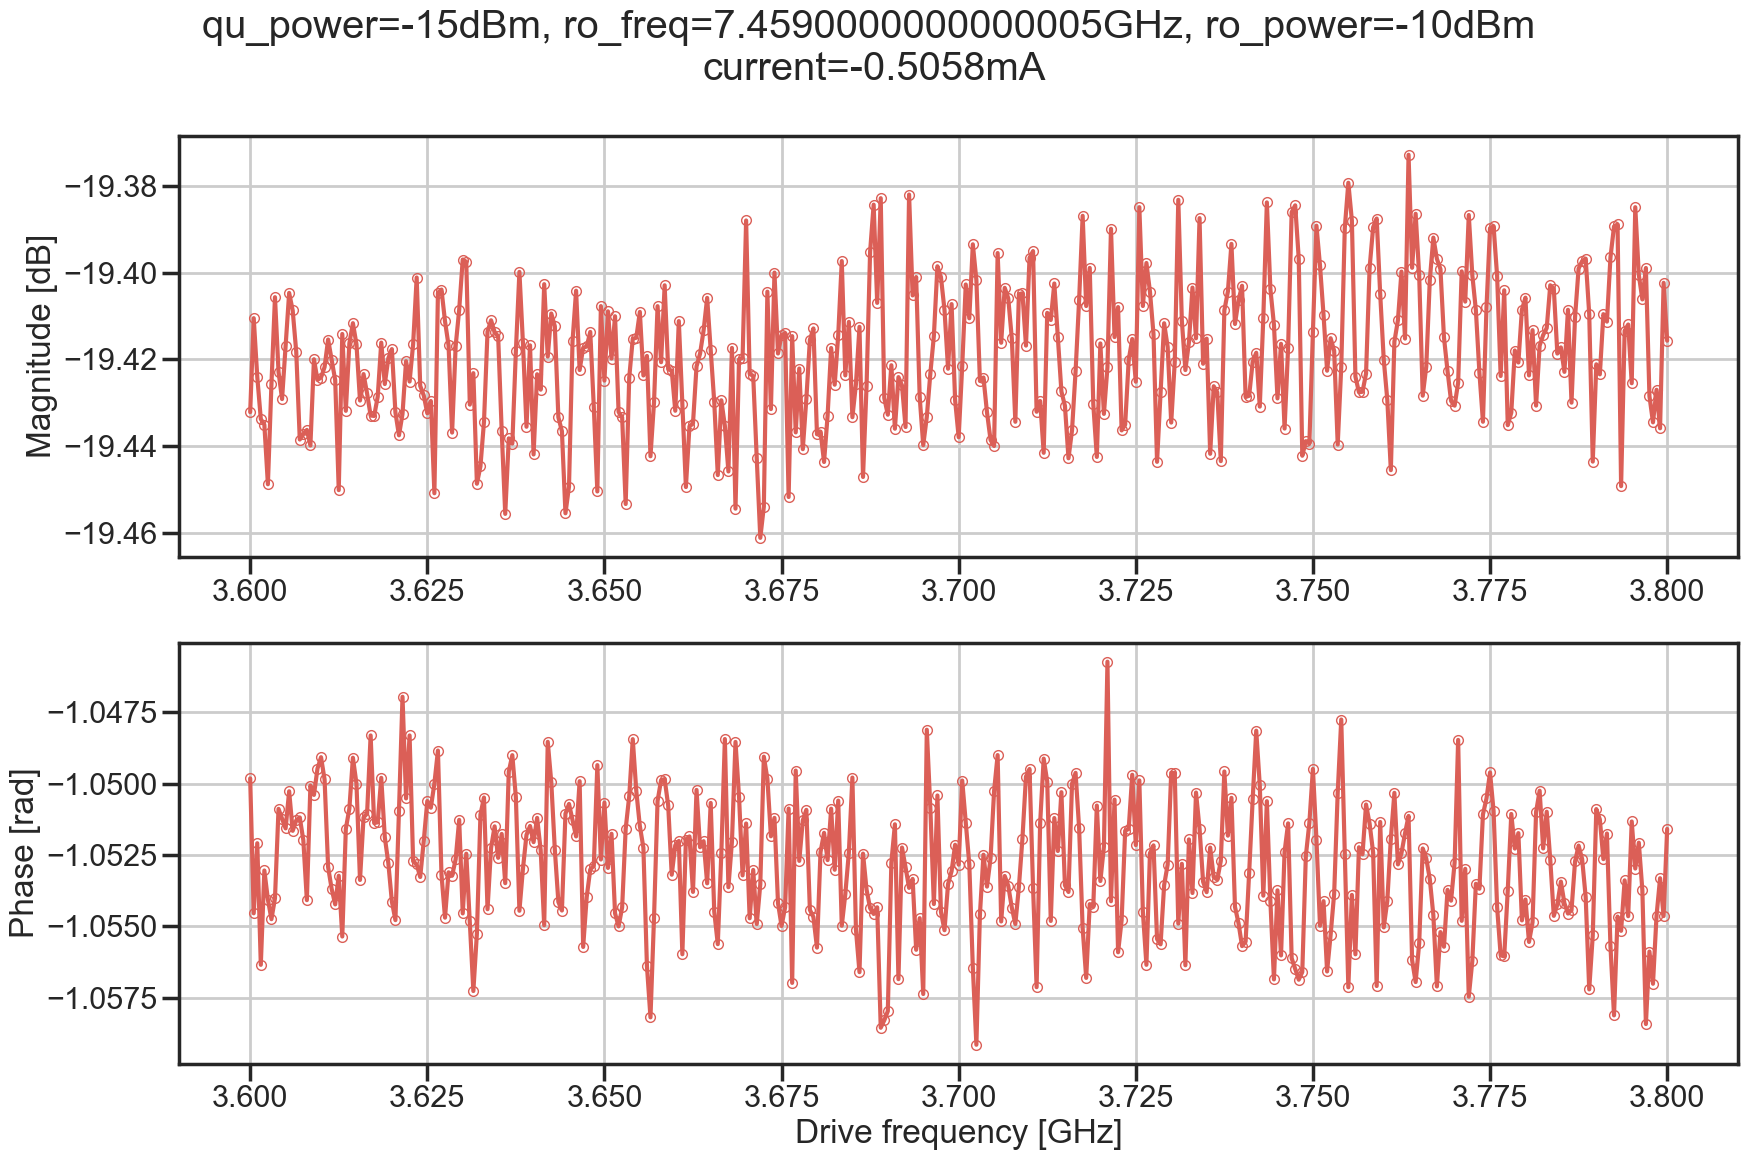 qu_power=-15dBm, ro_freq=7.4590000000000005GHz, ro_power=-10dBm
current=-0.5058mA
Magnitude [dB]
−19.38
−19.40
−19.42
−19.44
−19.46
3.600 3.625 3.650 3.675 3.700 3.725 3.750 3.775 3.800
Phase [rad]
−1.0475
−1.0500
−1.0525
−1.0550
−1.0575
3.600 3.625 3.650 3.675 3.700 3.725 3.750 3.775 3.800
Drive frequency [GHz]